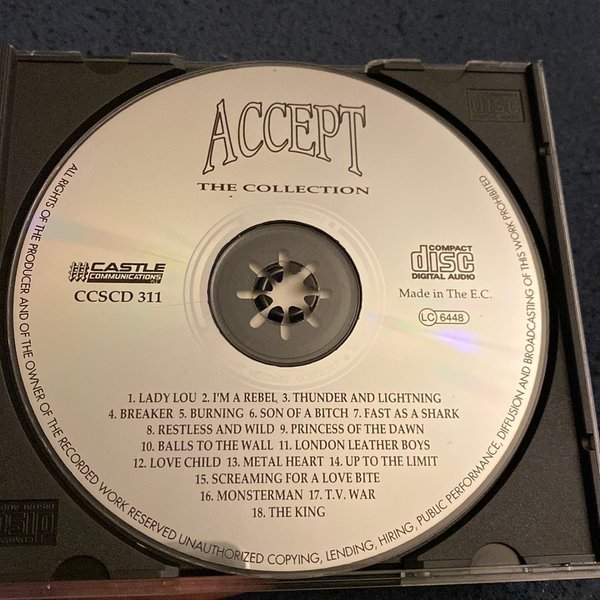 ACCEPT
THE COLLECTION
CASTLE
COMMUNICATIONS
CCSCD 311
COMPACT
disc
DIGITAL AUDIO
Made in The E.C.
LC 6448
1. LADY LOU 2. I'M A REBEL 3. THUNDER AND LIGHTNING
4. BREAKER 5. BURNING 6. SON OF A BITCH 7. FAST AS A SHARK
8. RESTLESS AND WILD 9. PRINCESS OF THE DAWN
10. BALLS TO THE WALL 11. LONDON LEATHER BOYS
12. LOVE CHILD 13. METAL HEART 14. UP TO THE LIMIT
15. SCREAMING FOR A LOVE BITE
16. MONSTERMAN 17. T.V. WAR
18. THE KING
ALL RIGHTS OF THE PRODUCER AND OF THE OWNER OF THE RECORDED WORK RESERVED UNAUTHORIZED COPYING, LENDING, HIRING, PUBLIC PERFORMANCE, DIFFUSION AND BROADCASTING OF THIS WORK PROHIBITED
disc
disc